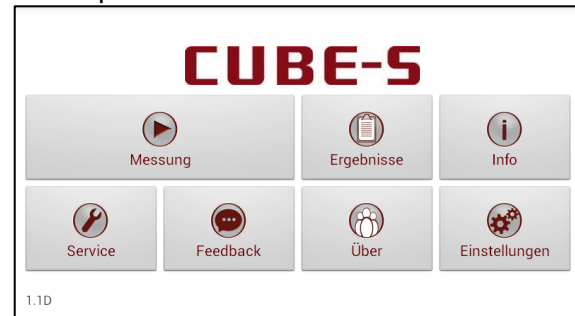 CUBE-S
Messung
Ergebnisse
Info
Service
Feedback
Über
Einstellungen
1.1D